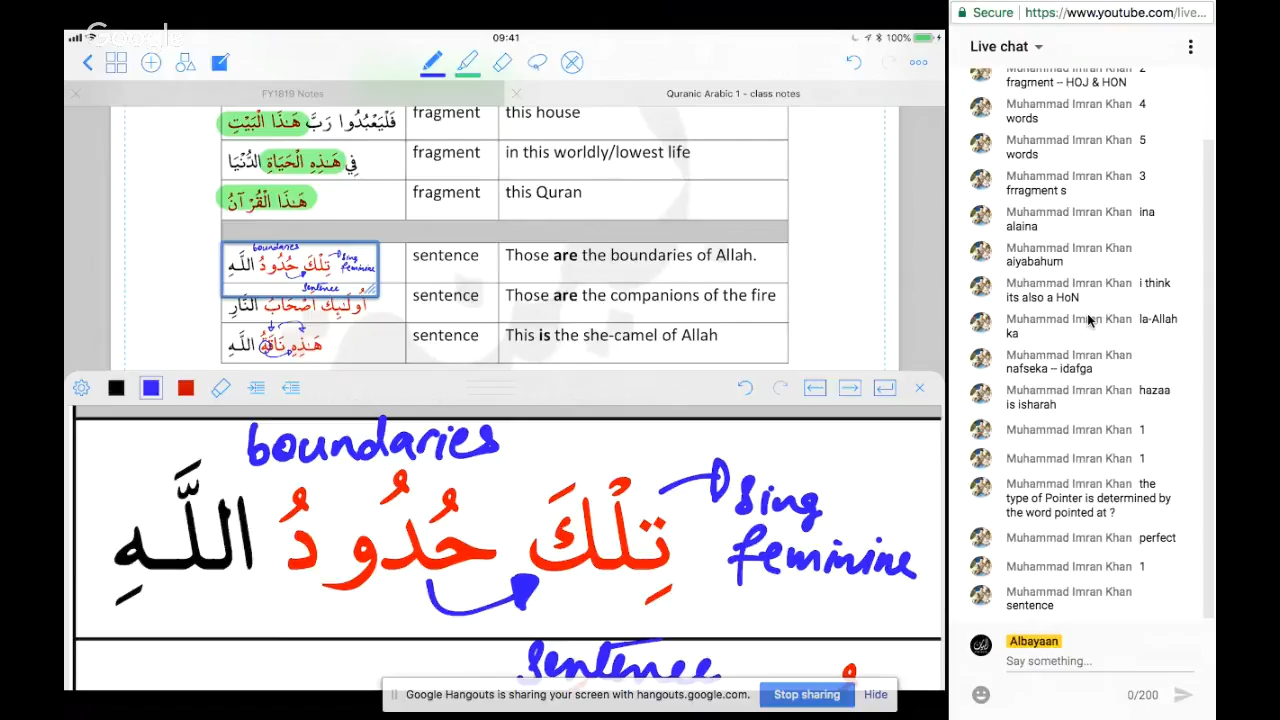 Google
09:41
100%
FY1819 Notes
Quranic Arabic 1 - class notes
فَلْيَعْبُدُوا رَبَّ هَـٰذَا الْبَيْتِ
fragment
this house
فِي هَـٰذِهِ الْحَيَاةِ الدُّنْيَا
fragment
in this worldly/lowest life
هَـٰذَا الْقُرْآنُ
fragment
this Quran
boundaries
تِلْكَ حُدُودُ اللَّـهِ
sing
feminine
sentence
Those are the boundaries of Allah.
sentence
أُولَـٰئِكَ أَصْحَابُ النَّارِ
sentence
Those are the companions of the fire
هَـٰذِهِ نَاقَةُ اللَّـهِ
sentence
This is the she-camel of Allah
boundaries
تِلْكَ حُدُودُ اللَّـهِ
sing
feminine
sentence
Google Hangouts is sharing your screen with hangouts.google.com.
Stop sharing
Hide
Secure
https://www.youtube.com/live...
Live chat
Muhammad Imran Khan 2
fragment -- HOJ & HON
Muhammad Imran Khan 4
words
Muhammad Imran Khan 5
words
Muhammad Imran Khan 3
frragment s
Muhammad Imran Khan ina
alaina
Muhammad Imran Khan
aiyabahum
Muhammad Imran Khan i think
its also a HoN
Muhammad Imran Khan la-Allah
ka
Muhammad Imran Khan
nafseka -- idafga
Muhammad Imran Khan hazaa
is isharah
Muhammad Imran Khan 1
Muhammad Imran Khan 1
Muhammad Imran Khan the
type of Pointer is determined by
the word pointed at ?
Muhammad Imran Khan perfect
Muhammad Imran Khan 1
Muhammad Imran Khan
sentence
Albayaan
Say something...
0/200